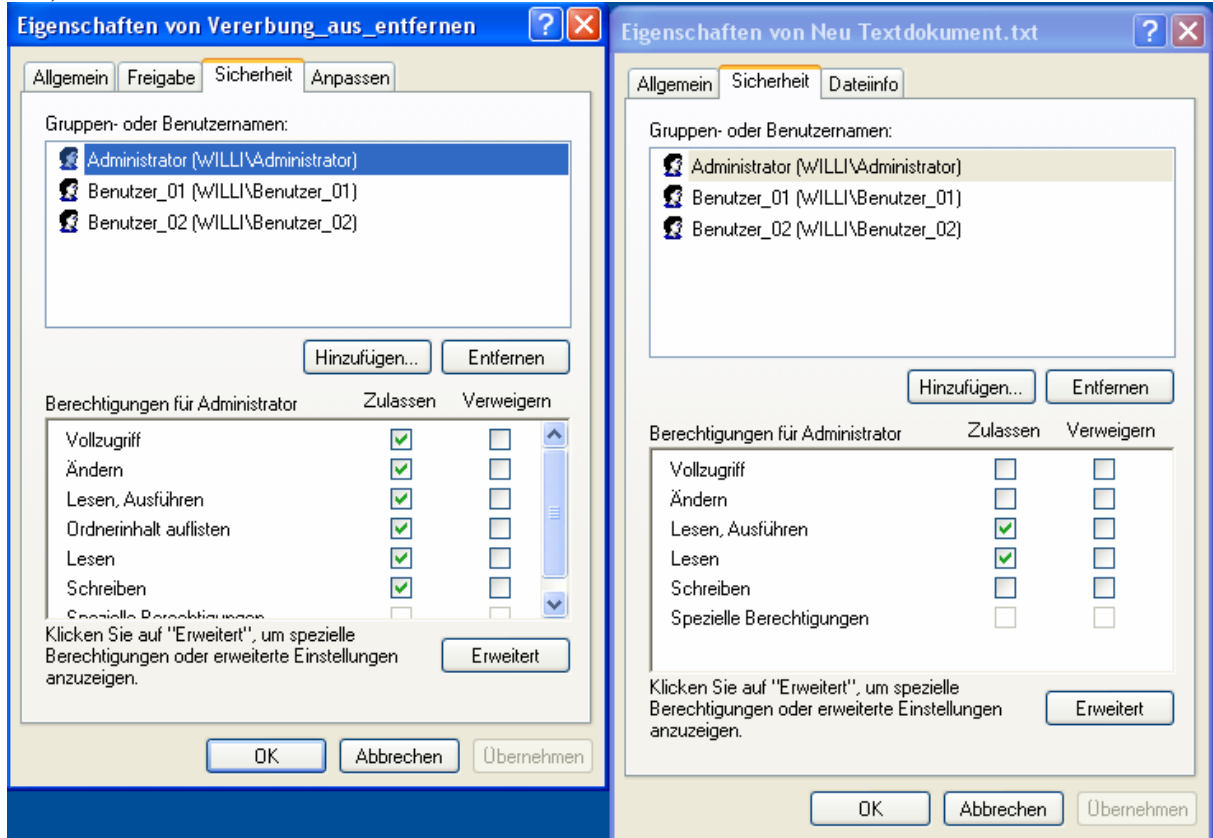 Eigenschaften von Vererbung_aus_entfernen
Allgemein Freigabe Sicherheit Anpassen
Gruppen- oder Benutzernamen:
Administrator (WILLI\Administrator)
Benutzer_01 (WILLI\Benutzer_01)
Benutzer_02 (WILLI\Benutzer_02)
Hinzufügen... Entfernen
Berechtigungen für Administrator Zulassen Verweigern
Vollzugriff
Ändern
Lesen, Ausführen
Ordnerinhalt auflisten
Lesen
Schreiben
Spezielle Berechtigungen
Klicken Sie auf "Erweitert", um spezielle
Berechtigungen oder erweiterte Einstellungen
anzuzeigen.
Erweitert
OK Abbrechen Übernehmen
Eigenschaften von Neu Textdokument.txt
Allgemein Sicherheit Dateiinfo
Gruppen- oder Benutzernamen:
Administrator (WILLI\Administrator)
Benutzer_01 (WILLI\Benutzer_01)
Benutzer_02 (WILLI\Benutzer_02)
Hinzufügen... Entfernen
Berechtigungen für Administrator Zulassen Verweigern
Vollzugriff
Ändern
Lesen, Ausführen
Lesen
Schreiben
Spezielle Berechtigungen
Klicken Sie auf "Erweitert", um spezielle
Berechtigungen oder erweiterte Einstellungen
anzuzeigen.
Erweitert
OK Abbrechen Übernehmen